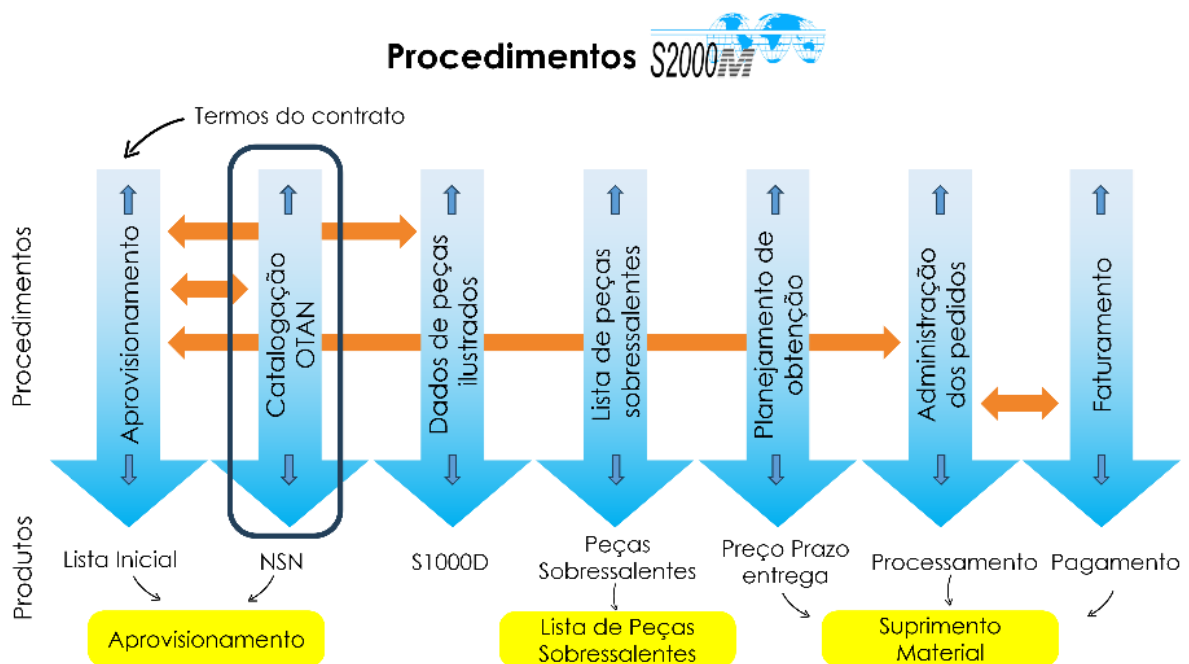 Procedimentos S2000M
Termos do contrato
Procedimentos
Aprovisionamento
Catalogação
OTAN
Dados de peças
ilustrados
Lista de peças
sobressalentes
Planejamento de
obtenção
Administração
dos pedidos
Faturamento
Produtos
Lista Inicial
NSN
S1000D
Peças
Sobressalentes
Preço Prazo
entrega
Processamento
Pagamento
Aprovisionamento
Lista de Peças
Sobressalentes
Suprimento
Material